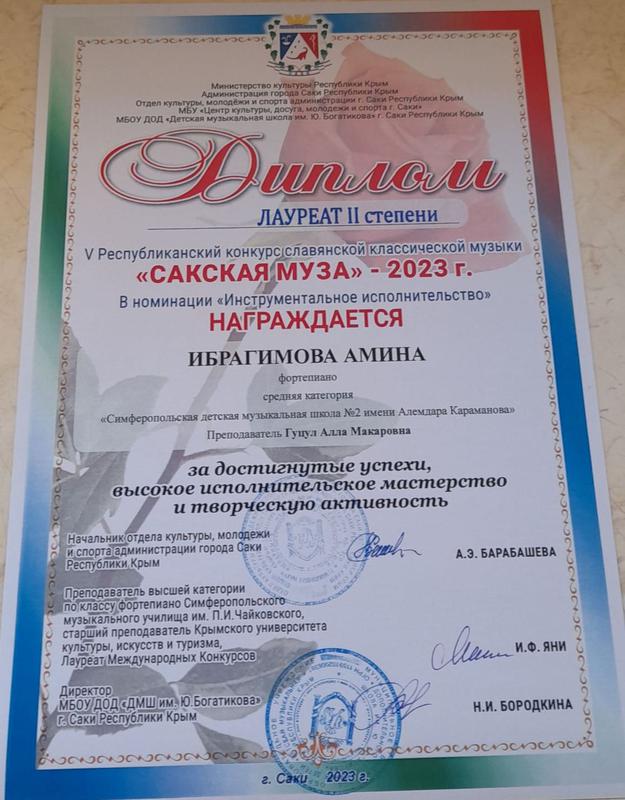 Министерство культуры Республики Крым
Администрация города Саки Республики Крым
Отдел культуры, молодёжи и спорта администрации г. Саки Республики Крым
МБУ «Центр культуры, досуга, молодежи и спорта г. Саки»
МБОУ ДОД «Детская музыкальная школа им. Ю. Богатикова» г. Саки Республики Крым
Диплом
ЛАУРЕАТ II степени
V Республиканский конкурс славянской классической музыки
«САКСКАЯ МУЗА» - 2023 г.
В номинации «Инструментальное исполнительство»
НАГРАЖДАЕТСЯ
ИБРАГИМОВА АМИНА
фортепиано
средняя категория
«Симферопольская детская музыкальная школа №2 имени Алемдара Караманова»
Преподаватель Гуцул Алла Макаровна
за достигнутые успехи,
высокое исполнительское мастерство
и творческую активность
Начальник отдела культуры, молодежи
и спорта администрации города Саки
Республики Крым
А.Э. БАРАБАШЕВА
Преподаватель высшей категории
по классу фортепиано Симферопольского
музыкального училища им. П.И.Чайковского,
старший преподаватель Крымского университета
культуры, искусств и туризма,
Лауреат Международных Конкурсов
И.Ф. ЯНИ
Директор
МБОУ ДОД «ДМШ им. Ю.Богатикова»
г. Саки Республики Крым
Н.И. БОРОДКИНА
г. Саки 2023 г.